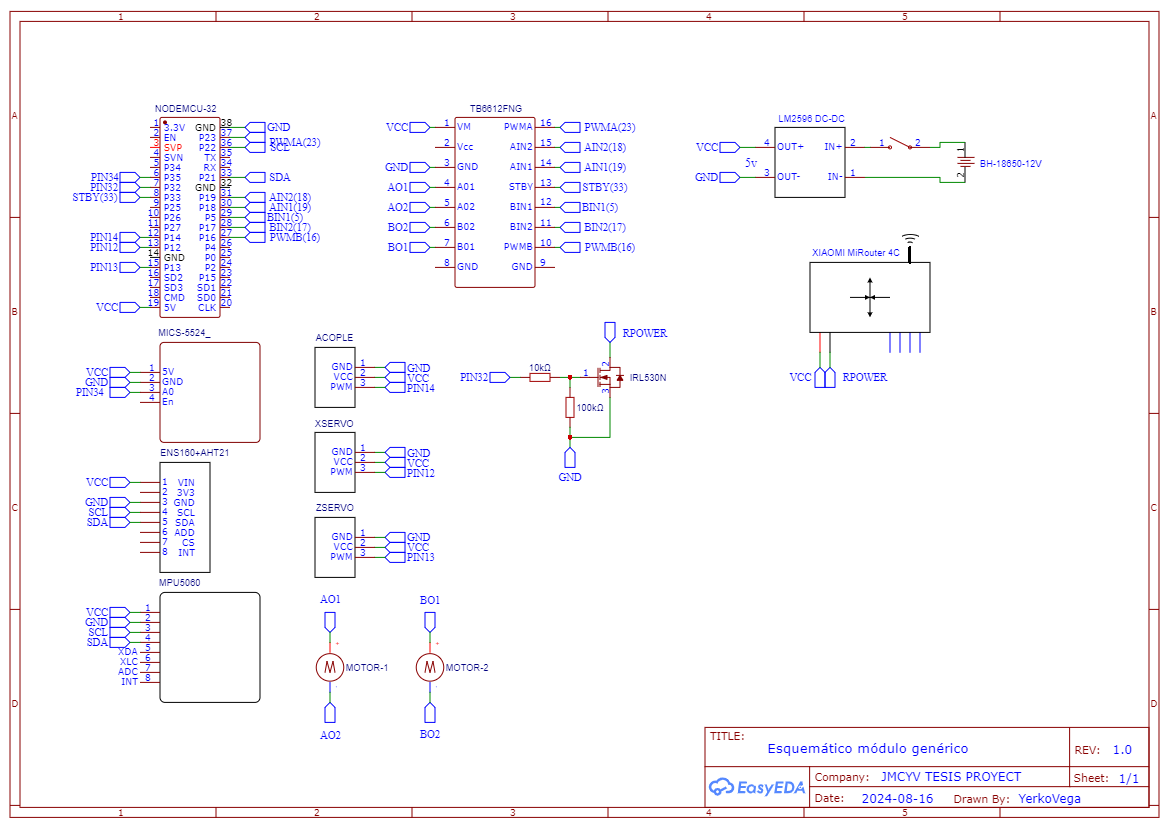 1 2 3 4 5
A A
B B
C C
D D
NODEMCU-32
1 3.3V GND 38 GND
2 EN P23 37 PWMA(23)
3 SVP P22 36 SCL
4 SVN TX 35
5 P34 RX 34
PIN34 6 P35 P21 33 SDA
PIN32 7 P32 GND 32
STBY(33) 8 P33 P19 31 AIN2(18)
9 P25 P18 30 AIN1(19)
10 P26 P5 29 BIN1(5)
11 P27 P17 28 BIN2(17)
PIN14 12 P14 P16 27 PWMB(16)
PIN12 13 P12 P4 26
14 GND P0 25
PIN13 15 P13 P2 24
16 SD2 P15 23
17 SD3 SD1 22
18 CMD SD0 21
VCC 19 5V CLK 20
TB6612FNG
VCC 1 VM PWMA 16 PWMA(23)
2 Vcc AIN2 15 AIN2(18)
GND 3 GND AIN1 14 AIN1(19)
AO1 4 A01 STBY 13 STBY(33)
AO2 5 A02 BIN1 12 BIN1(5)
BO2 6 B02 BIN2 11 BIN2(17)
BO1 7 B01 PWMB 10 PWMB(16)
8 GND GND 9
LM2596 DC-DC
VCC 4 OUT+ IN+ 2 1 2
5v
GND 3 OUT- IN- 1
1
2
BH-18650-12V
XIAOMI MiRouter 4C
VCC RPOWER
MICS-5524_
VCC 1 5V
GND 2 GND
PIN34 3 A0
4 En
ACOPLE
GND 1 GND
VCC 2 VCC
PWM 3 PIN14
RPOWER
PIN32 10kΩ 1 2 3 IRL530N
100kΩ
GND
XSERVO
GND 1 GND
VCC 2 VCC
PWM 3 PIN12
ENS160+AHT21
VCC 1 VIN
2 3V3
GND 3 GND
SCL 4 SCL
SDA 5 SDA
6 ADD
7 CS
8 INT
ZSERVO
GND 1 GND
VCC 2 VCC
PWM 3 PIN13
MPU5060
VCC 1
GND 2
SCL 3
SDA 4
XDA 5
XLC 6
ADC 7
INT 8
AO1 BO1
+ +
M MOTOR-1 M MOTOR-2
- -
AO2 BO2
TITLE:
Esquemático módulo genérico
REV: 1.0
EasyEDA
Company: JMCYV TESIS PROYECT
Sheet: 1/1
Date: 2024-08-16 Drawn By: YerkoVega
1 2 3 4 5